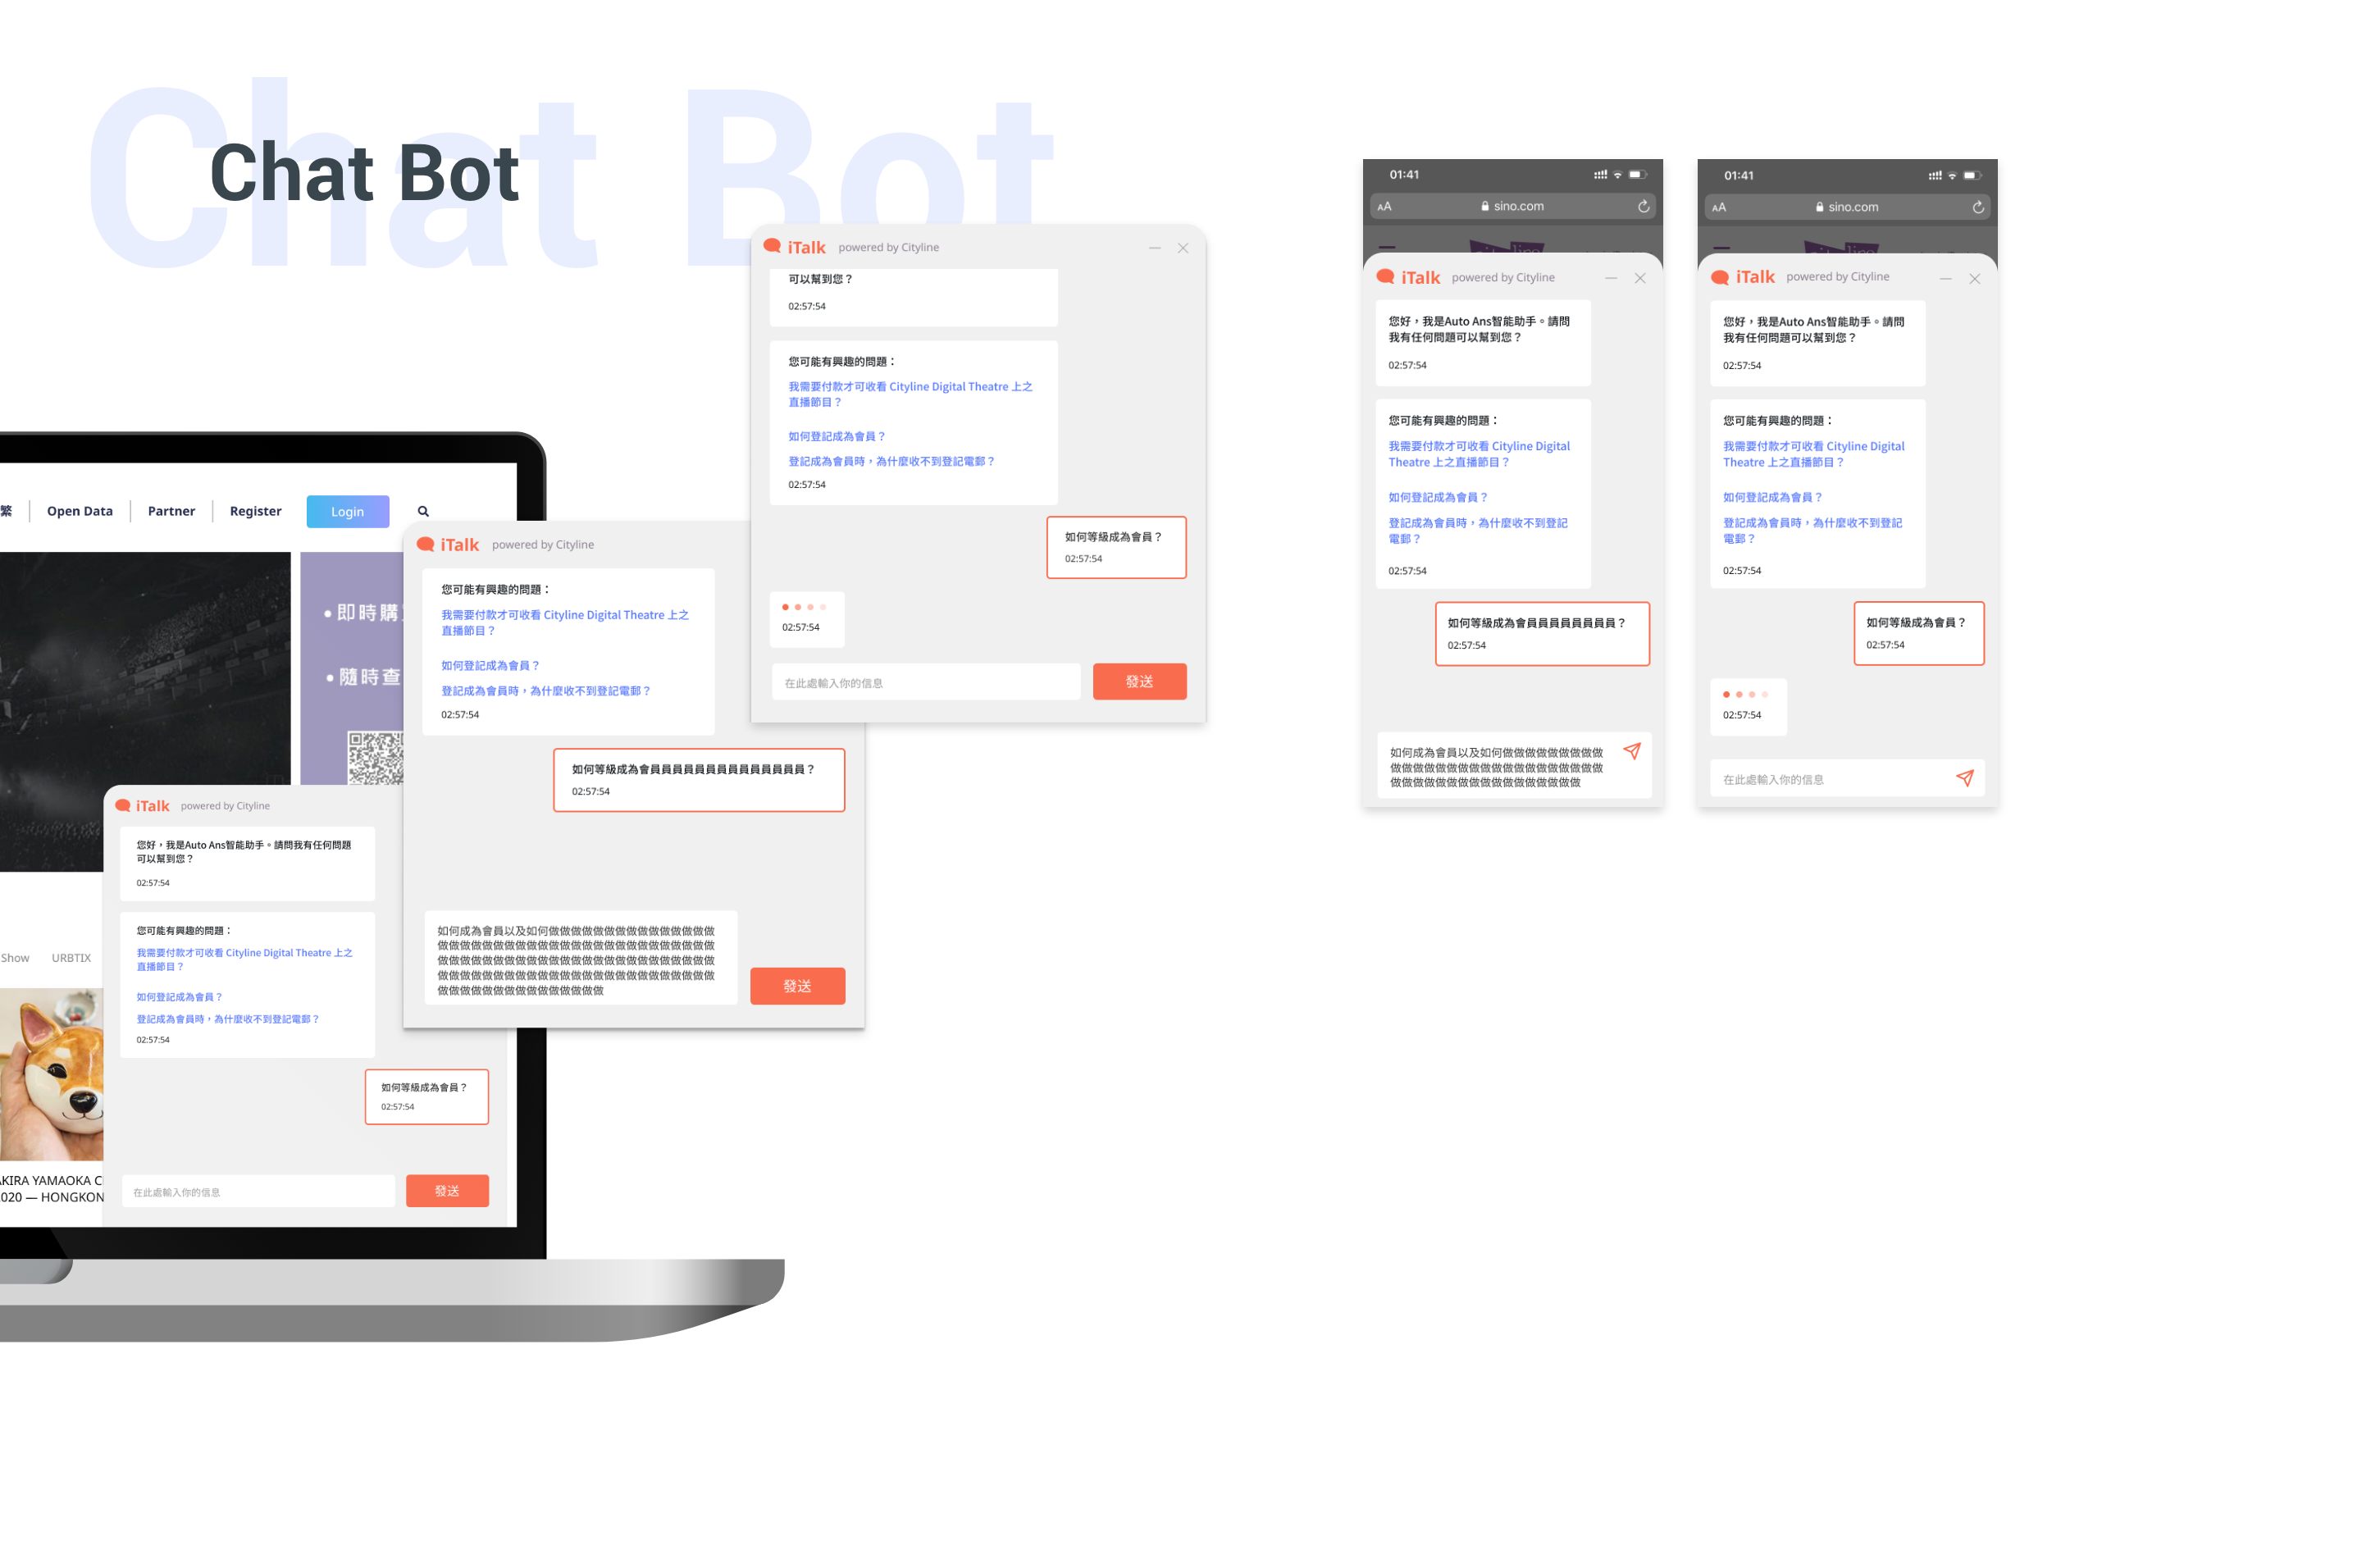 Chat Bot
Chat Bot
繁
Open Data
Partner
Register
Login
• 即時購
• 隨時查
Show
URBTIX
AKIRA YAMAOKA C
2020 — HONGKON
iTalk powered by Cityline
您好，我是Auto Ans智能助手。請問我有任何問題
可以幫到您？
02:57:54
您可能有興趣的問題：
我需要付款才可收看 Cityline Digital Theatre 上之
直播節目？
如何登記成為會員？
登記成為會員時，為什麼收不到登記電郵？
02:57:54
如何等級成為會員？
02:57:54
在此處輸入你的信息
發送
iTalk powered by Cityline
您可能有興趣的問題：
我需要付款才可收看 Cityline Digital Theatre 上之
直播節目？
如何登記成為會員？
登記成為會員時，為什麼收不到登記電郵？
02:57:54
如何等級成為會員員員員員員員員員員員員員員？
02:57:54
如何成為會員以及如何做做做做做做做做做做做做做做做
做做做做做做做做做做做做做做做做做做做做做做做做做
做做做做做做做做做做做做做做做做做做做做做做做做做
做做做做做做做做做做做做做做做做做做做做做做做做做
做做做做做做做做做做做做做做做
發送
iTalk powered by Cityline
可以幫到您？
02:57:54
您可能有興趣的問題：
我需要付款才可收看 Cityline Digital Theatre 上之
直播節目？
如何登記成為會員？
登記成為會員時，為什麼收不到登記電郵？
02:57:54
如何等級成為會員？
02:57:54
02:57:54
在此處輸入你的信息
發送
01:41
AA
sino.com
iTalk powered by Cityline
您好，我是Auto Ans智能助手。請問
我有任何問題可以幫到您？
02:57:54
您可能有興趣的問題：
我需要付款才可收看 Cityline Digital
Theatre 上之直播節目？
如何登記成為會員？
登記成為會員時，為什麼收不到登記
電郵？
02:57:54
如何等級成為會員員員員員員員員？
02:57:54
如何成為會員以及如何做做做做做做做做做
做做做做做做做做做做做做做做做做做做做
做做做做做做做做做做做做做做做做做
01:41
AA
sino.com
iTalk powered by Cityline
您好，我是Auto Ans智能助手。請問
我有任何問題可以幫到您？
02:57:54
您可能有興趣的問題：
我需要付款才可收看 Cityline Digital
Theatre 上之直播節目？
如何登記成為會員？
登記成為會員時，為什麼收不到登記
電郵？
02:57:54
如何等級成為會員？
02:57:54
02:57:54
在此處輸入你的信息